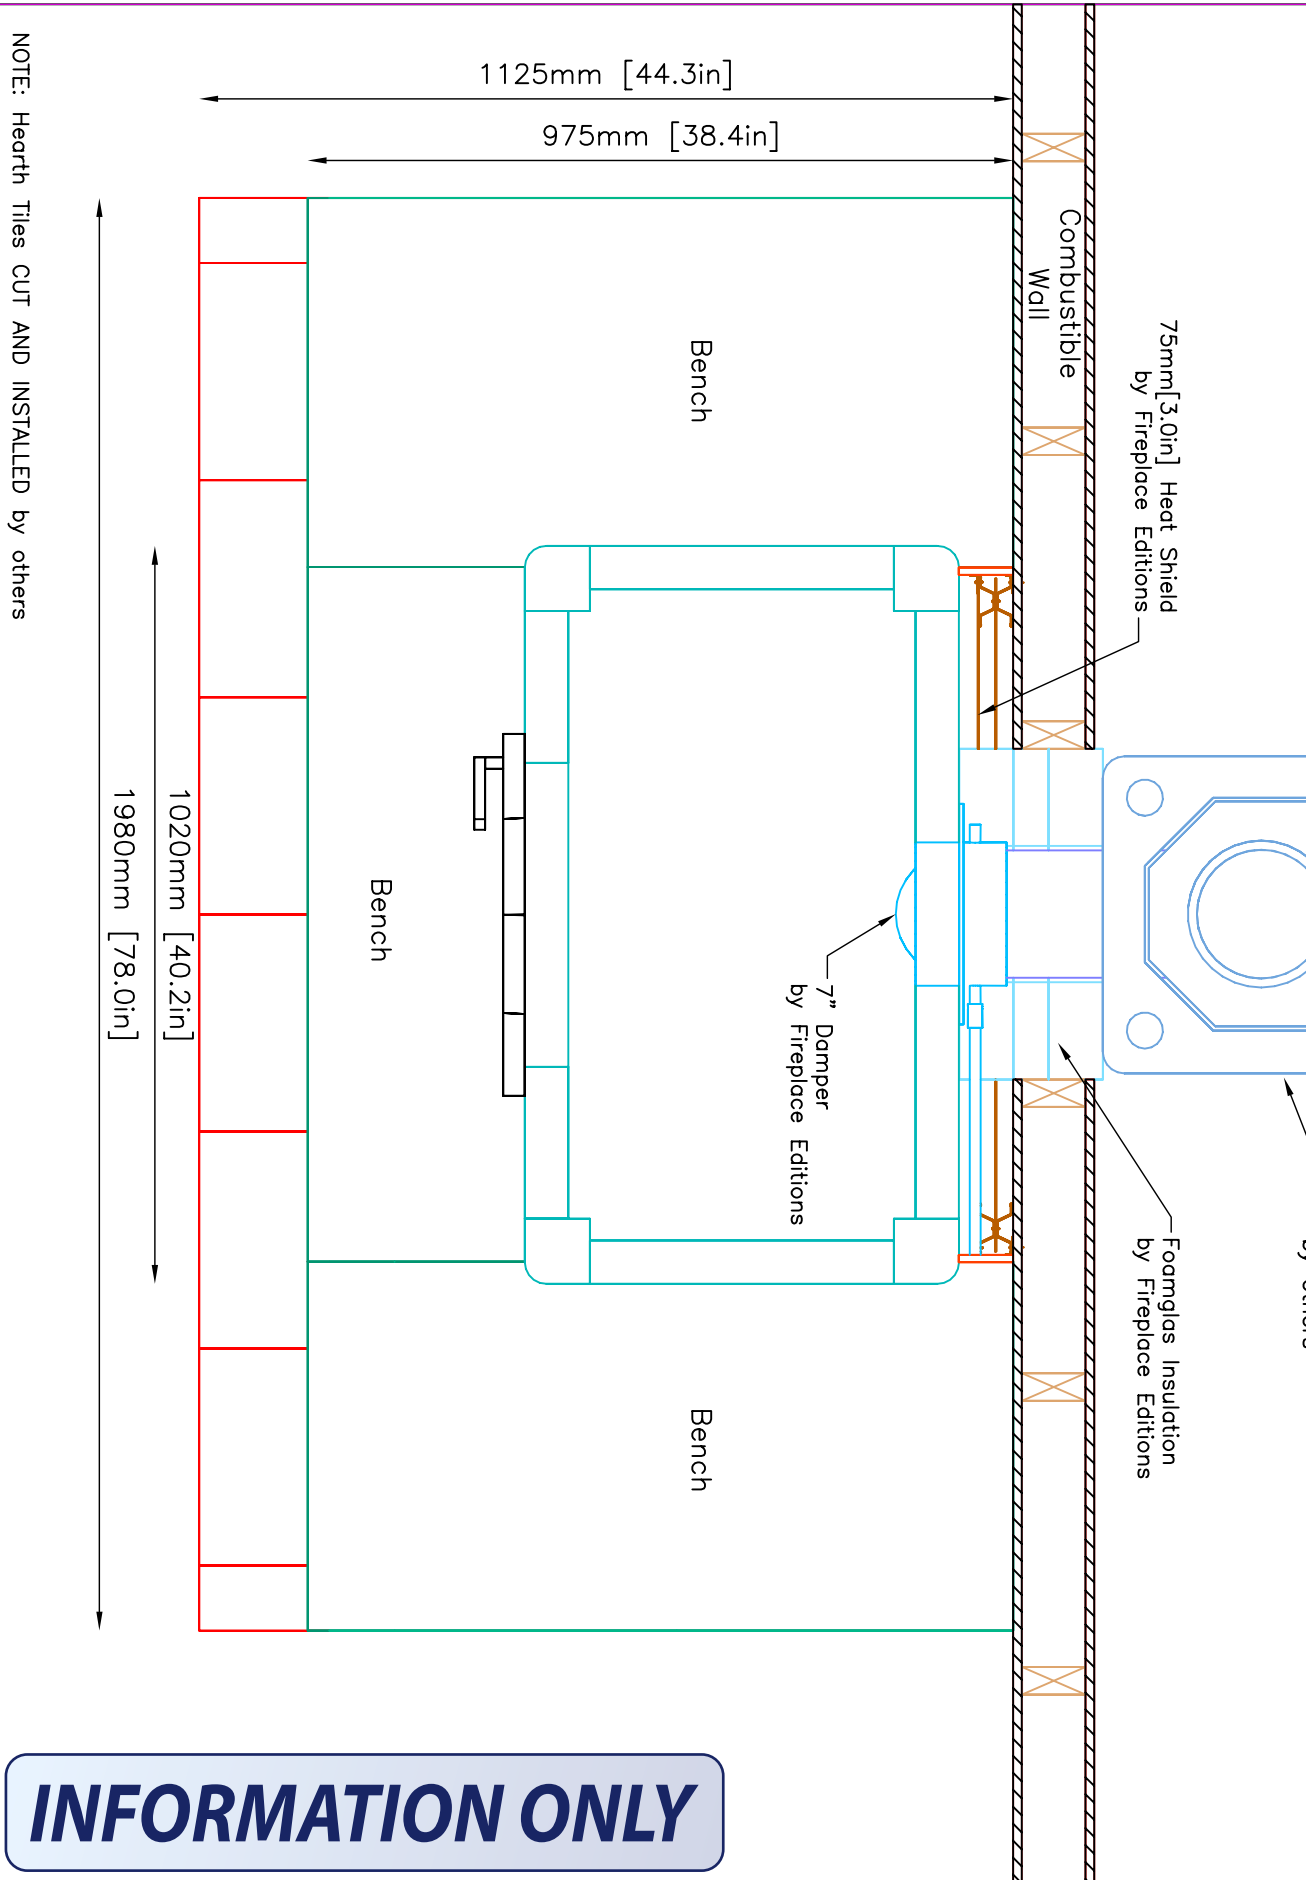 1125mm [44.3in]
975mm [38.4in]
Combustible
Wall
75mm[3.0in] Heat Shield
by Fireplace Editions
Bench
Bench
Bench
7" Damper
by Fireplace Editions
Foamglas Insulation
by Fireplace Editions
1020mm [40.2in]
1980mm [78.0in]
NOTE: Hearth Tiles CUT AND INSTALLED by others
INFORMATION ONLY